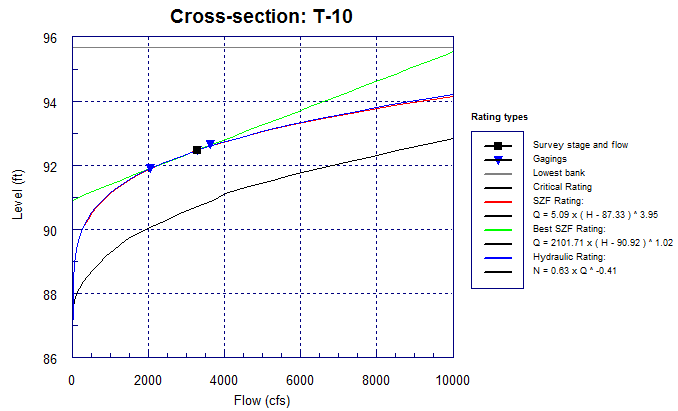 Cross-section: T-10
96
94
92
90
88
86
Level (ft)
0 2000 4000 6000 8000 10000
Flow (cfs)
Rating types
Survey stage and flow
Gagings
Lowest bank
Critical Rating
SZF Rating:
Q = 5.09 x ( H - 87.33 ) ^ 3.95
Best SZF Rating:
Q = 2101.71 x ( H - 90.92 ) ^ 1.02
Hydraulic Rating:
N = 0.63 x Q ^ -0.41